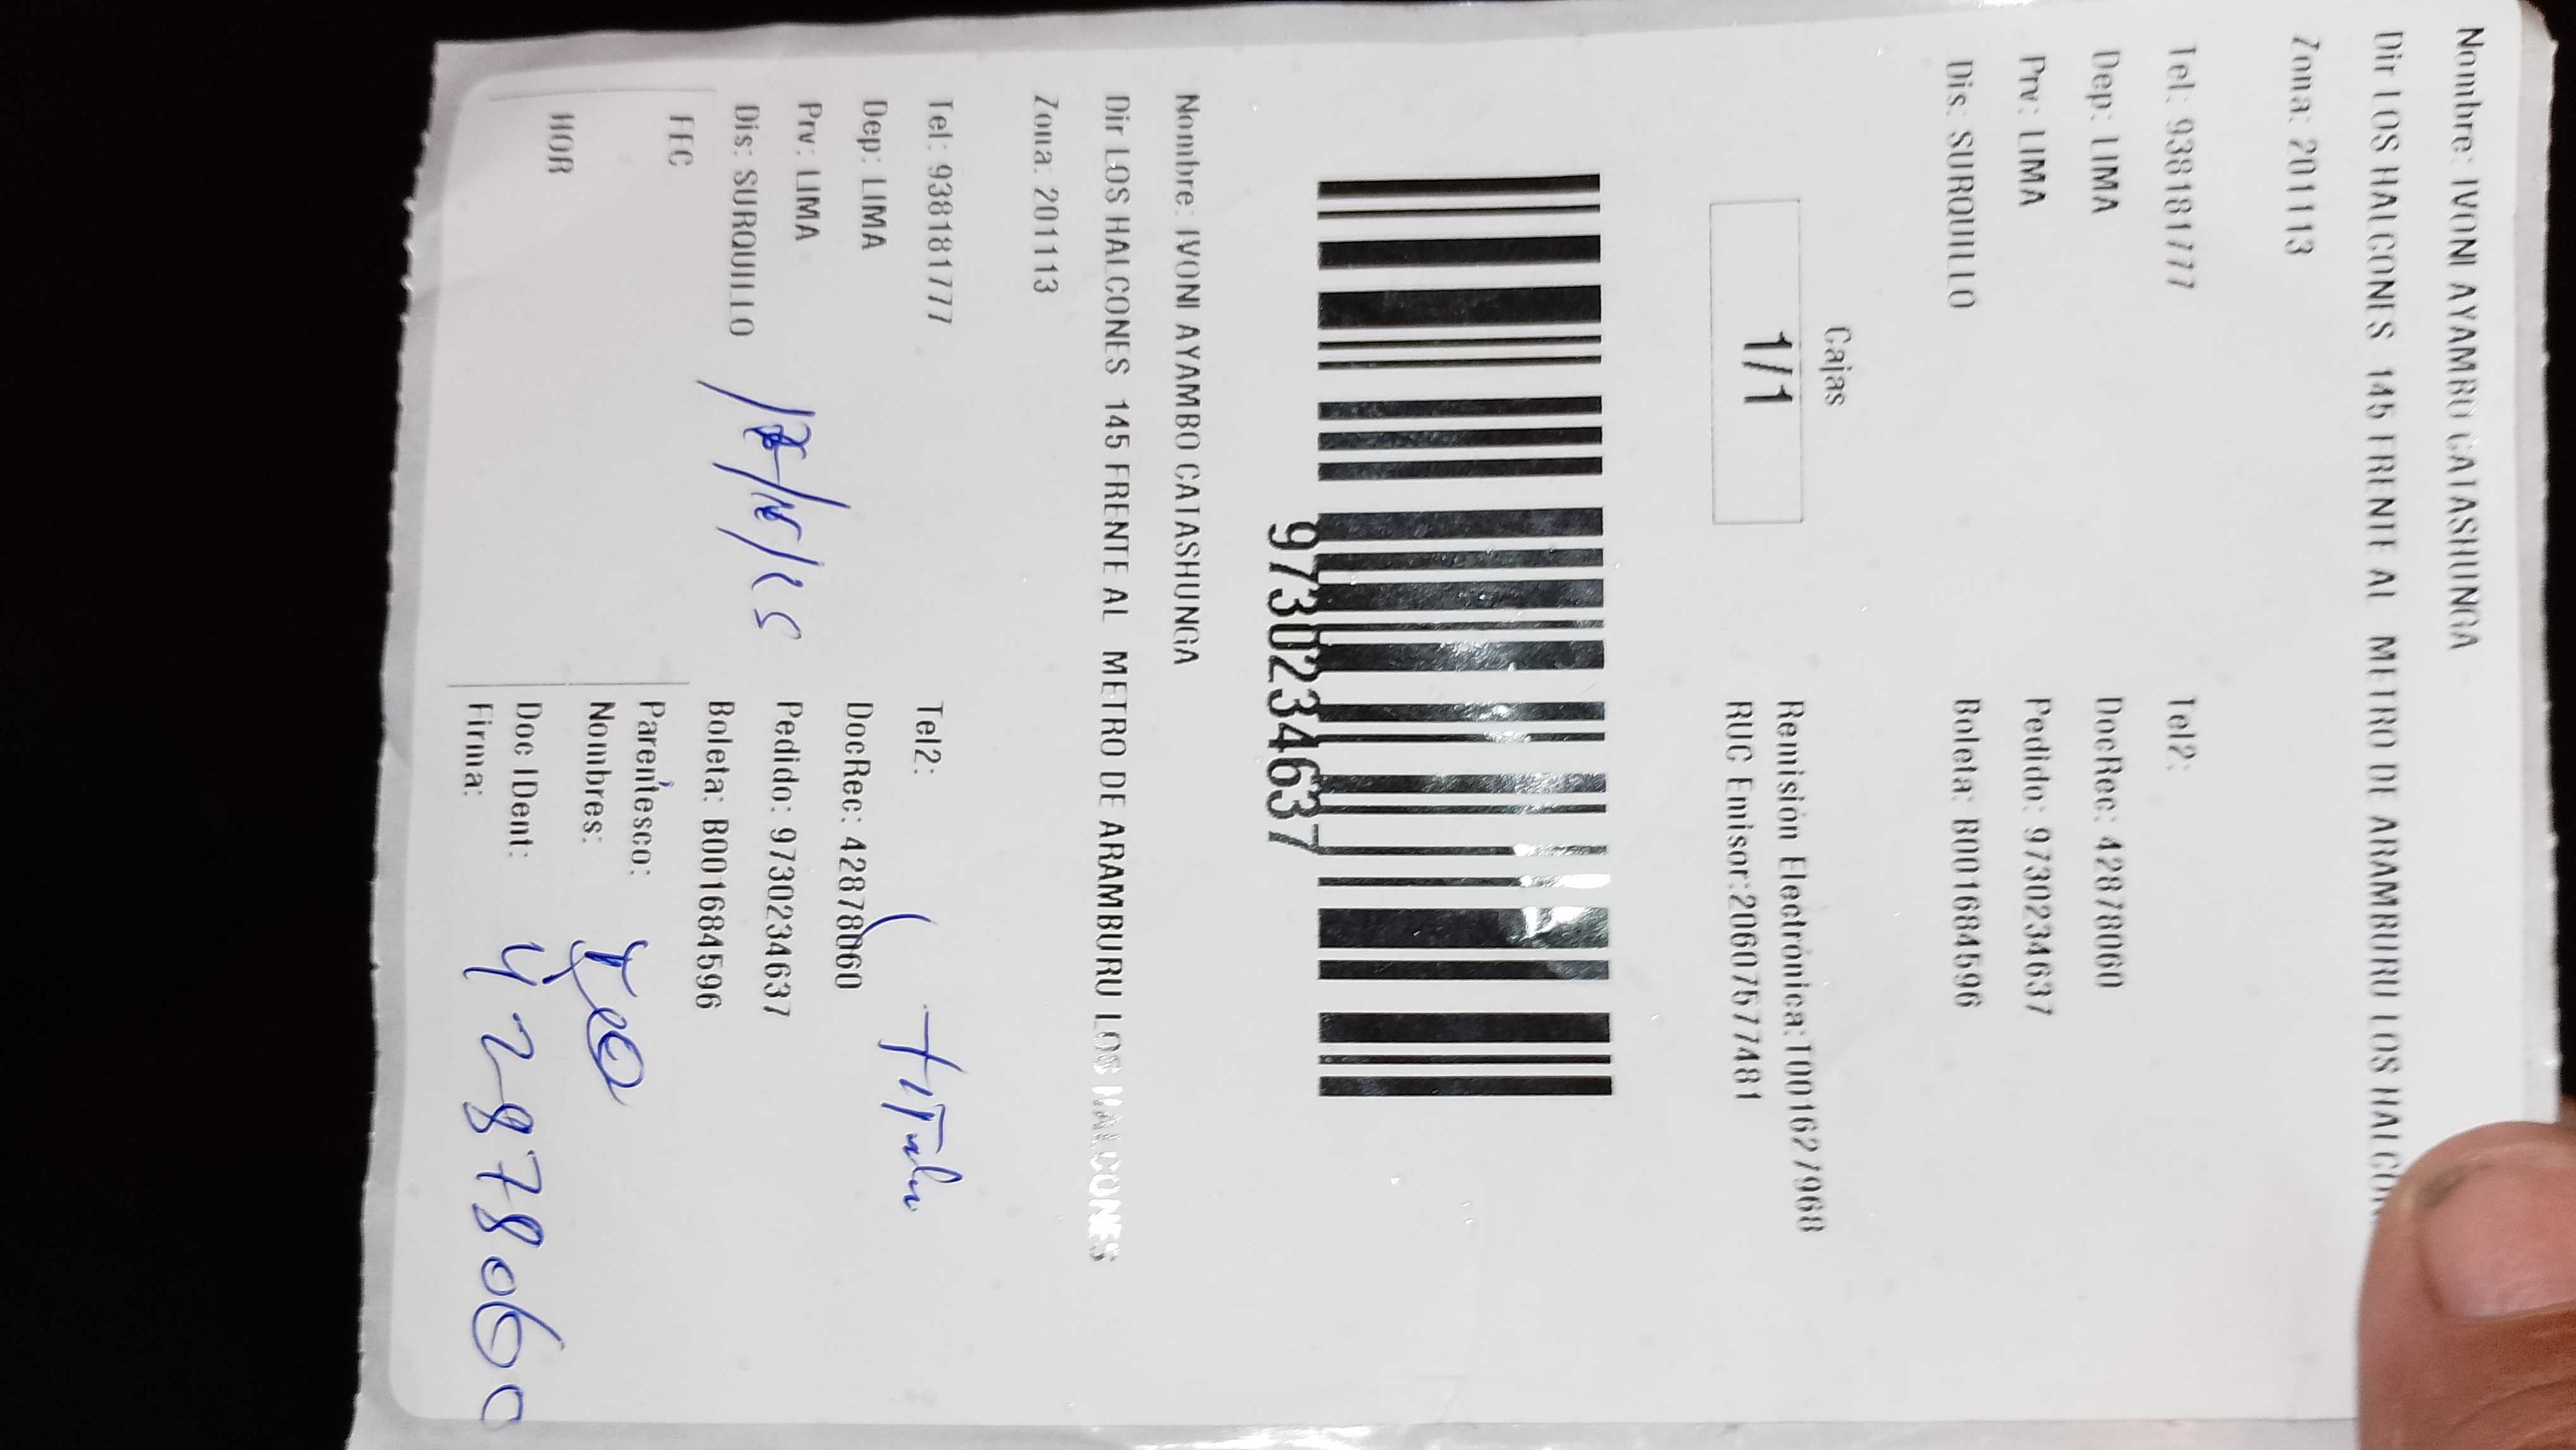 Nombre: IVONI AYAMBO CATASHUNGA
Dir LOS HALCONES 145 FRENTE AL METRO DE ARAMBURU LOS HALCON
Zona: 201113
Tel: 938181777 Tel2:
Dep: LIMA DocRec: 42878060
Prv: LIMA Pedido: 9730234637
Dis: SURQUILLO Boleta: B001684596
Cajas
1/1
Remisión Electrónica:T001627968
RUC Emisor:20607577481
9730234637
Nombre: IVONI AYAMBO CATASHUNGA
Dir LOS HALCONES 145 FRENTE AL METRO DE ARAMBURU LOS HALCONES
Zona: 201113
Tel: 938181777 Tel2:
Dep: LIMA DocRec: 42878060
Prv: LIMA Pedido: 9730234637
Dis: SURQUILLO Boleta: B001684596
FEC Parentesco:
Nombres:
HOR Doc IDent: 42878060
Firma: